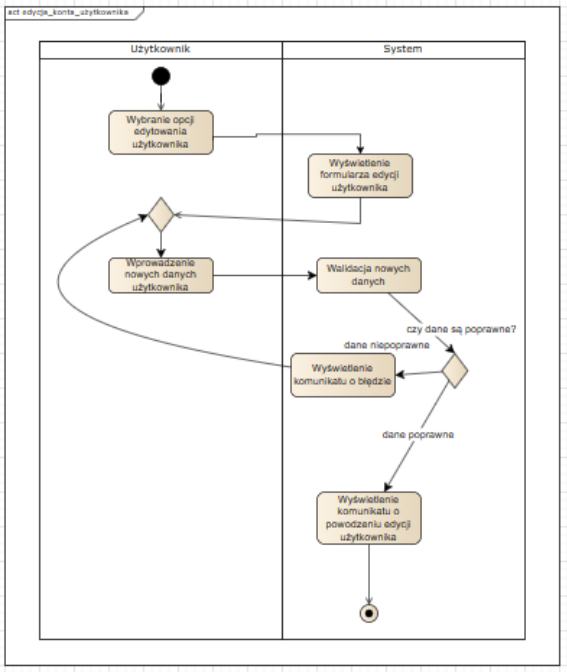 act edycja_konta_użytkownika
Użytkownik
System
Wybranie opcji
edytowania
użytkownika
Wyświetlenie
formularza edycji
użytkownika
Wprowadzenie
nowych danych
użytkownika
Walidacja nowych
danych
czy dane są poprawne?
dane niepoprawne
Wyświetlenie
komunikatu o błędzie
dane poprawne
Wyświetlenie
komunikatu o
powodzeniu edycji
użytkownika